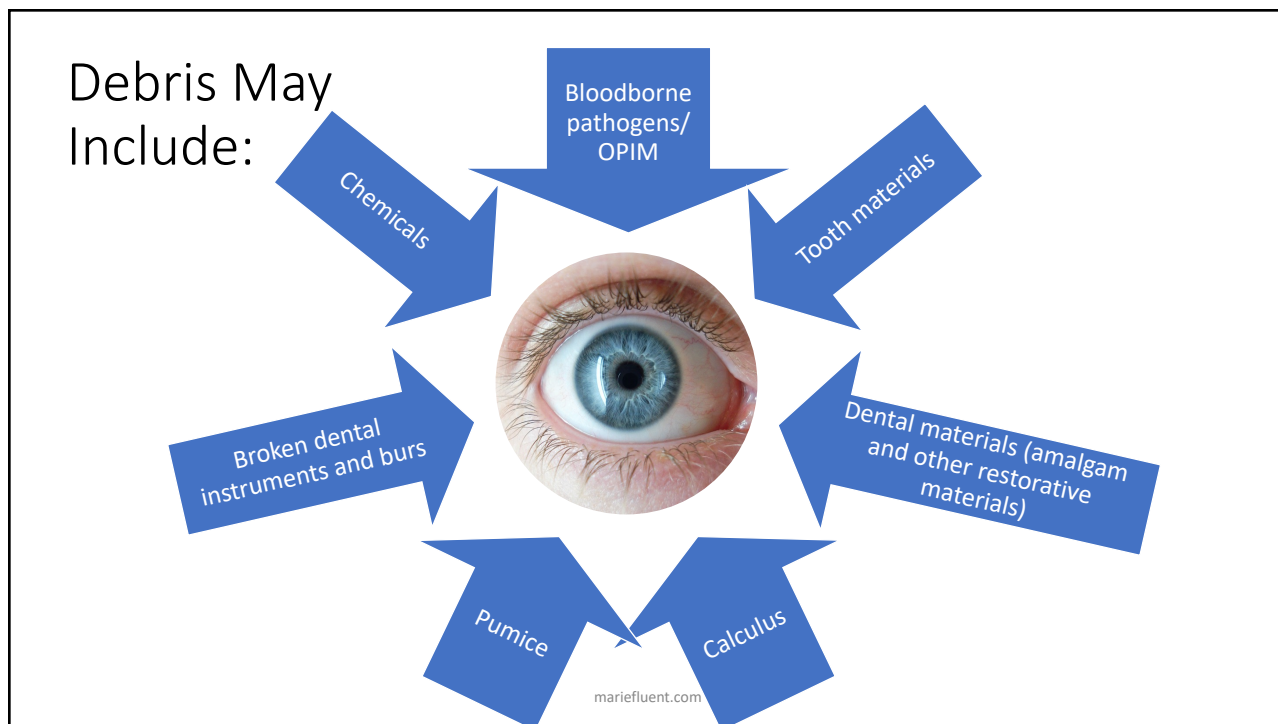 Debris May
Include:
Bloodborne
pathogens/
OPIM
Tooth materials
Dental materials (amalgam
and other restorative
materials)
Calculus
Pumice
Broken dental
instruments and burs
Chemicals
mariefluent.com